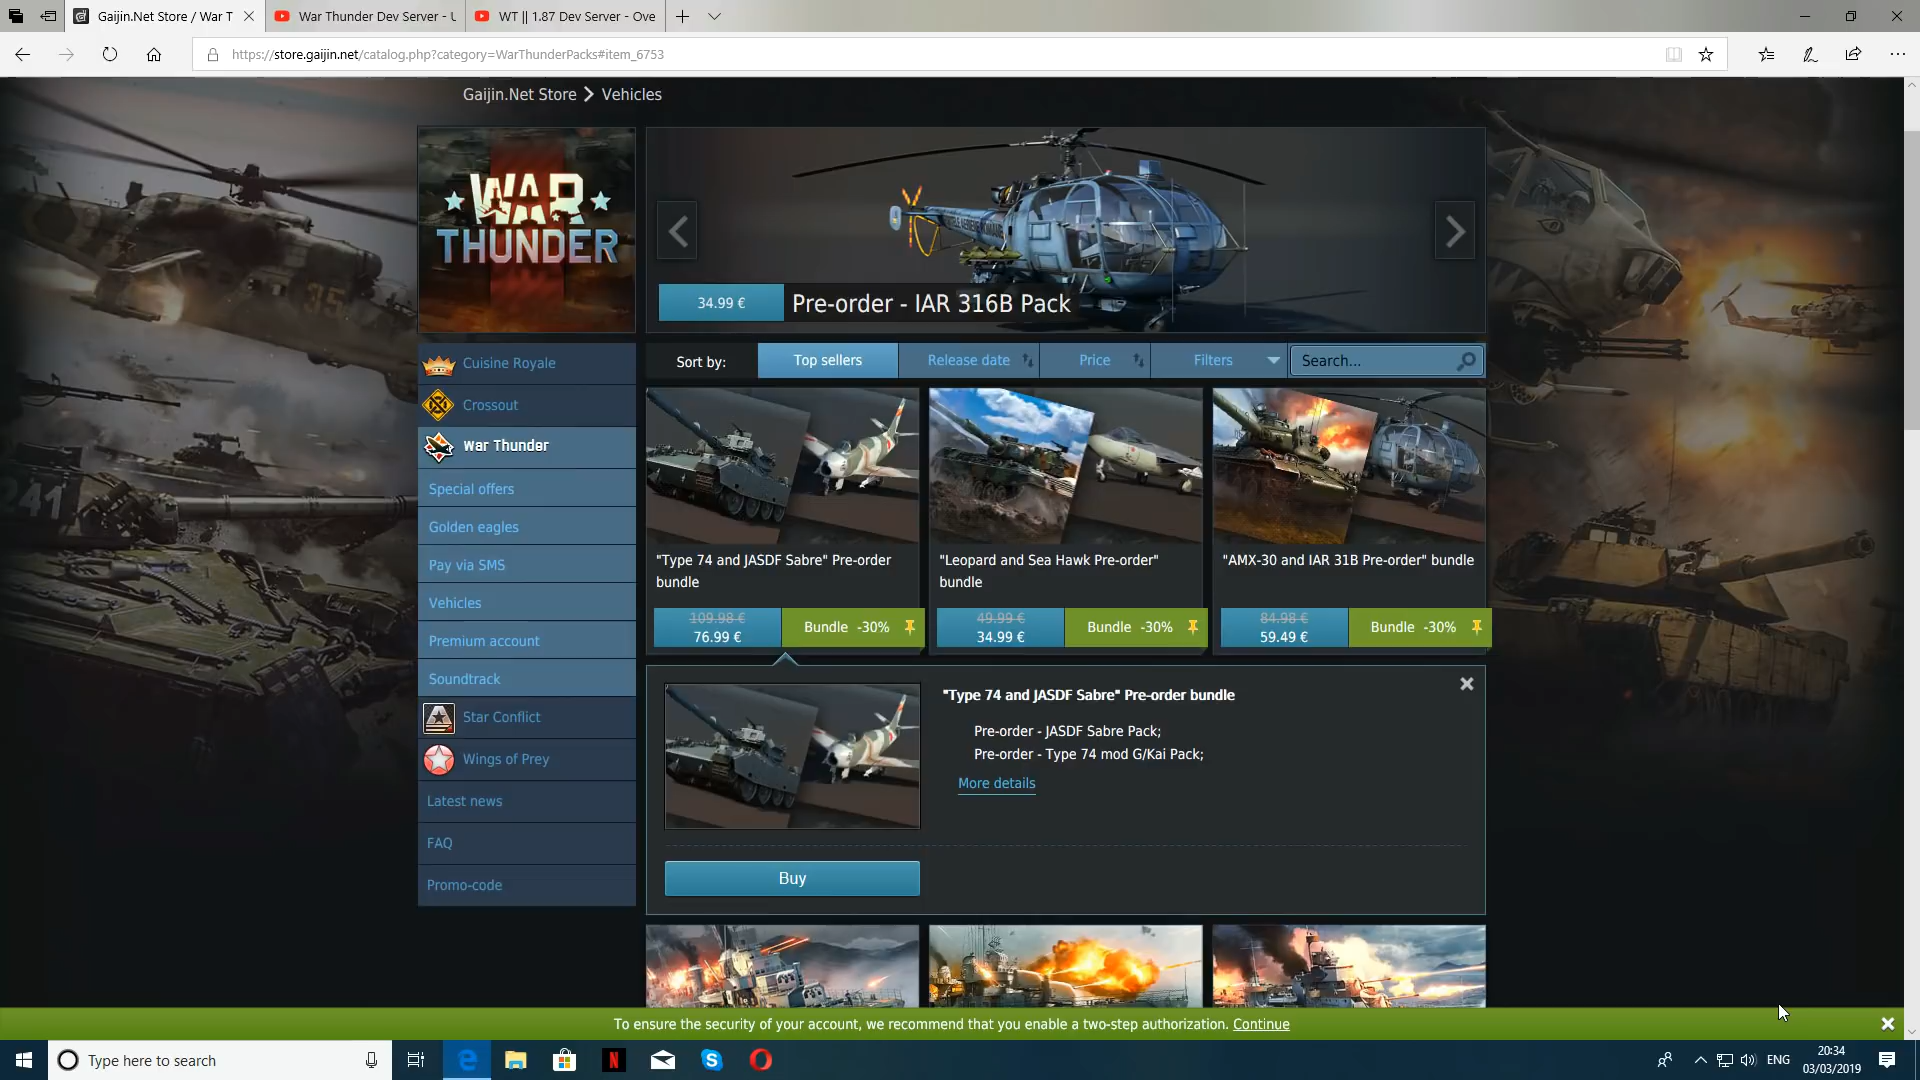 Gaijin.Net Store / War T
War Thunder Dev Server - U
WT || 1.87 Dev Server - Ove
https://store.gaijin.net/catalog.php?category=WarThunderPacks#item_6753
Gaijin.Net Store > Vehicles
WAR
THUNDER
34.99 €
Pre-order - IAR 316B Pack
Sort by:
Top sellers
Release date
Price
Filters
Search...
Cuisine Royale
Crossout
War Thunder
Special offers
Golden eagles
Pay via SMS
Vehicles
Premium account
Soundtrack
Star Conflict
Wings of Prey
Latest news
FAQ
Promo-code
"Type 74 and JASDF Sabre" Pre-order
bundle
109.98 €
76.99 €
Bundle -30%
"Leopard and Sea Hawk Pre-order"
bundle
49.99 €
34.99 €
Bundle -30%
"AMX-30 and IAR 31B Pre-order" bundle
84.98 €
59.49 €
Bundle -30%
"Type 74 and JASDF Sabre" Pre-order bundle
Pre-order - JASDF Sabre Pack;
Pre-order - Type 74 mod G/Kai Pack;
More details
Buy
To ensure the security of your account, we recommend that you enable a two-step authorization. Continue
Type here to search
ENG
20:34
03/03/2019